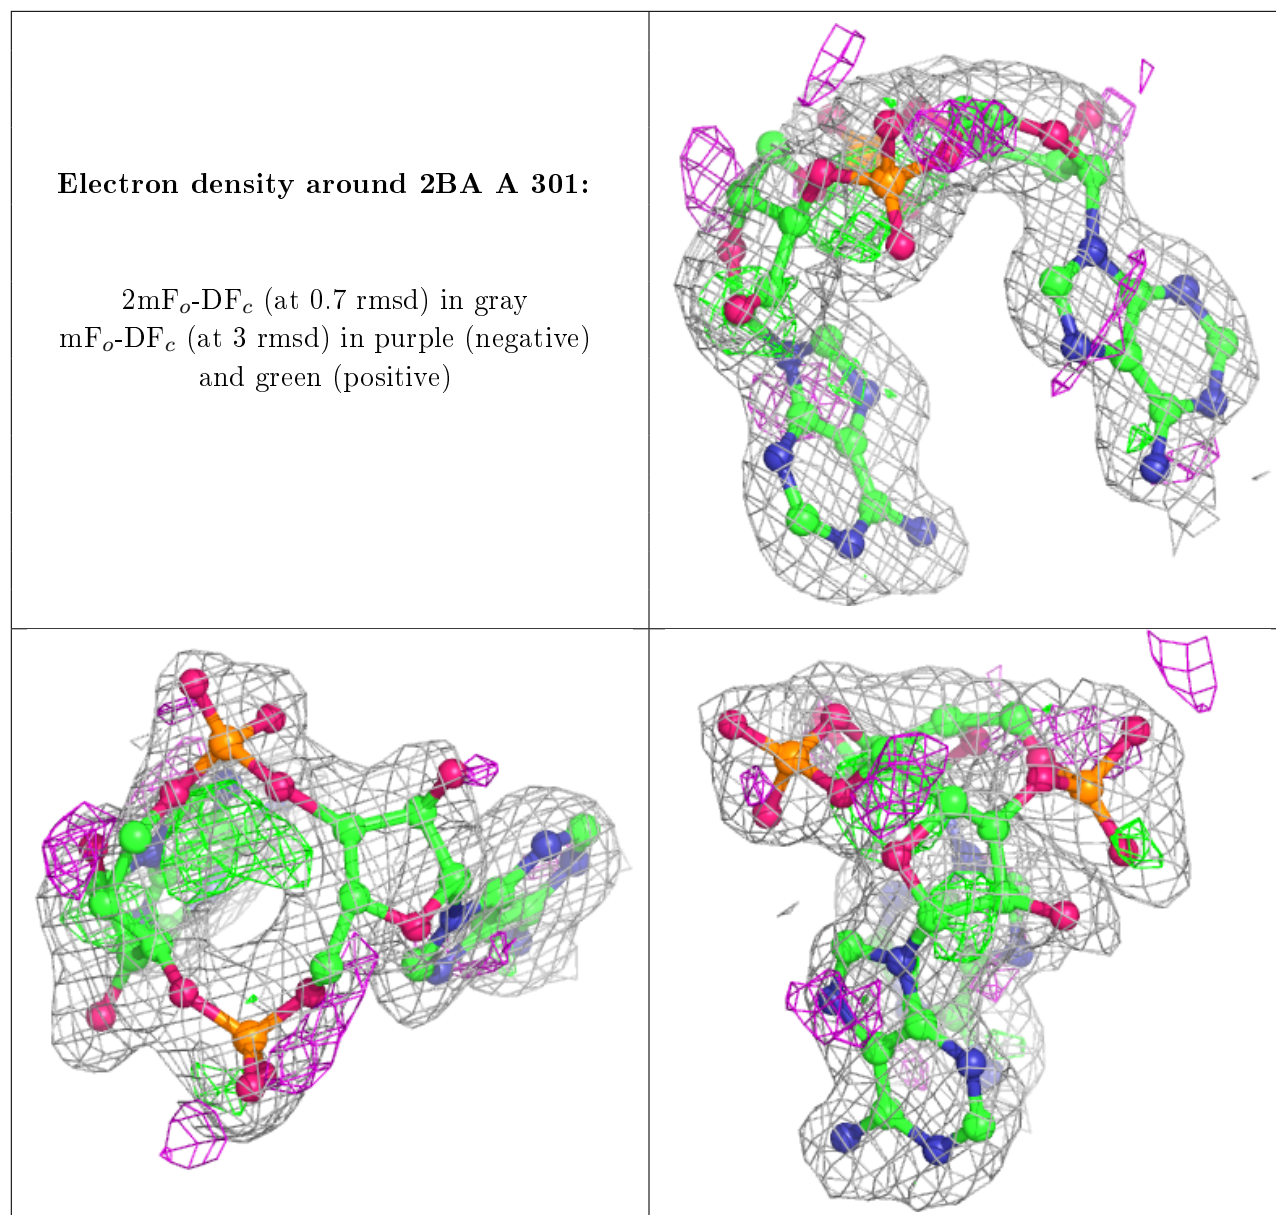 Electron density around 2BA A 301:
2mFo-DFc (at 0.7 rmsd) in gray
mFo-DFc (at 3 rmsd) in purple (negative)
and green (positive)